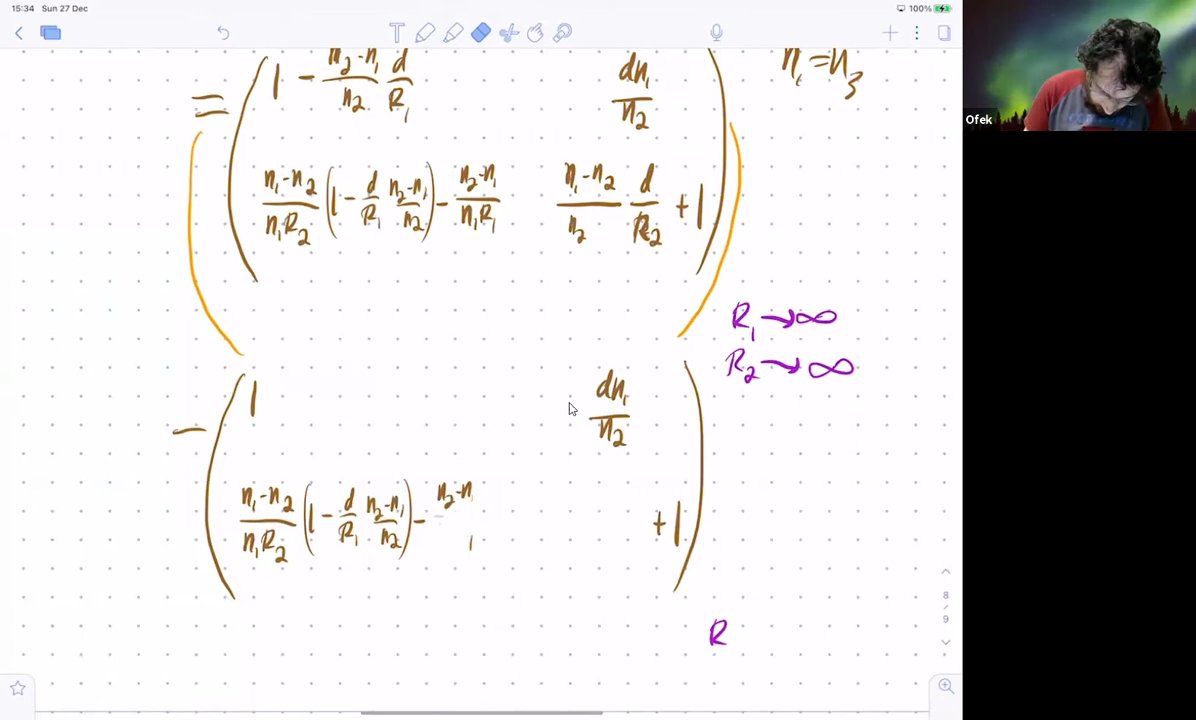 15:34 Sun 27 Dec 100%
T
= ( 1 - (n₂-n₁)/n₂ d/R₁   dn₁/n₂ )   n₁ = n₃
( (n₁-n₂)/(n₁R₂) (1 - d/R₁ (n₂-n₁)/n₂) - (n₂-n₁)/(n₁R₁)   (n₁-n₂)/n₂ d/R₂ + 1 )
R₁ → ∞
R₂ → ∞
- ( 1   dn₁/n₂ )
( (n₁-n₂)/(n₁R₂) (1 - d/R₁ (n₂-n₁)/n₂) - n₂-n 1   + 1 )
R
8
/
9
Ofek